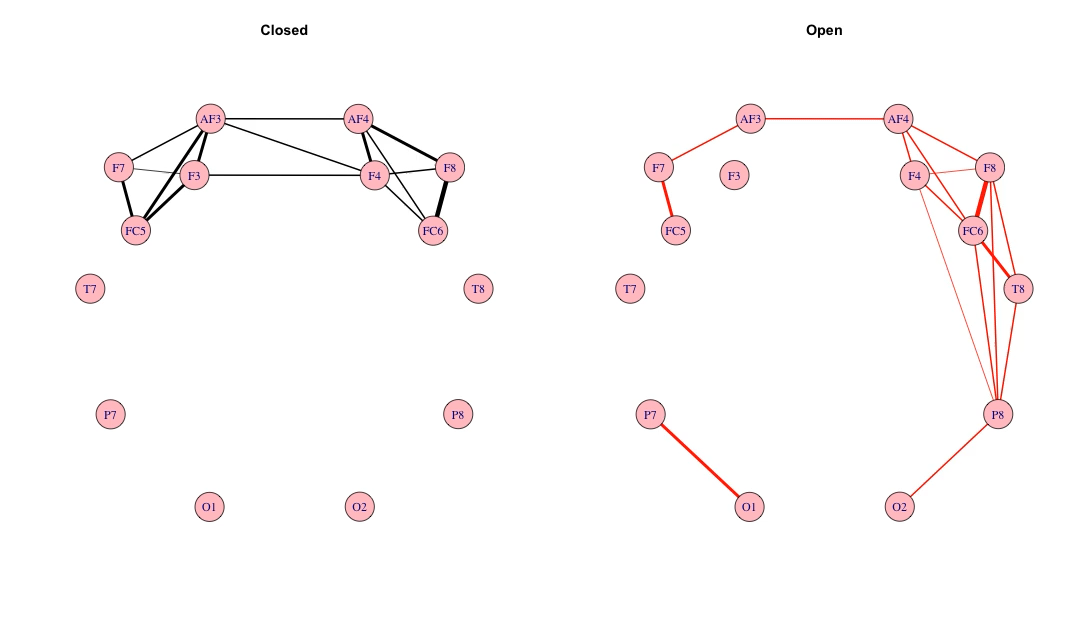 Closed
AF3
AF4
F7
F3
F4
F8
FC5
FC6
T7
T8
P7
P8
O1
O2
Open
AF3
AF4
F7
F3
F4
F8
FC5
FC6
T7
T8
P7
P8
O1
O2